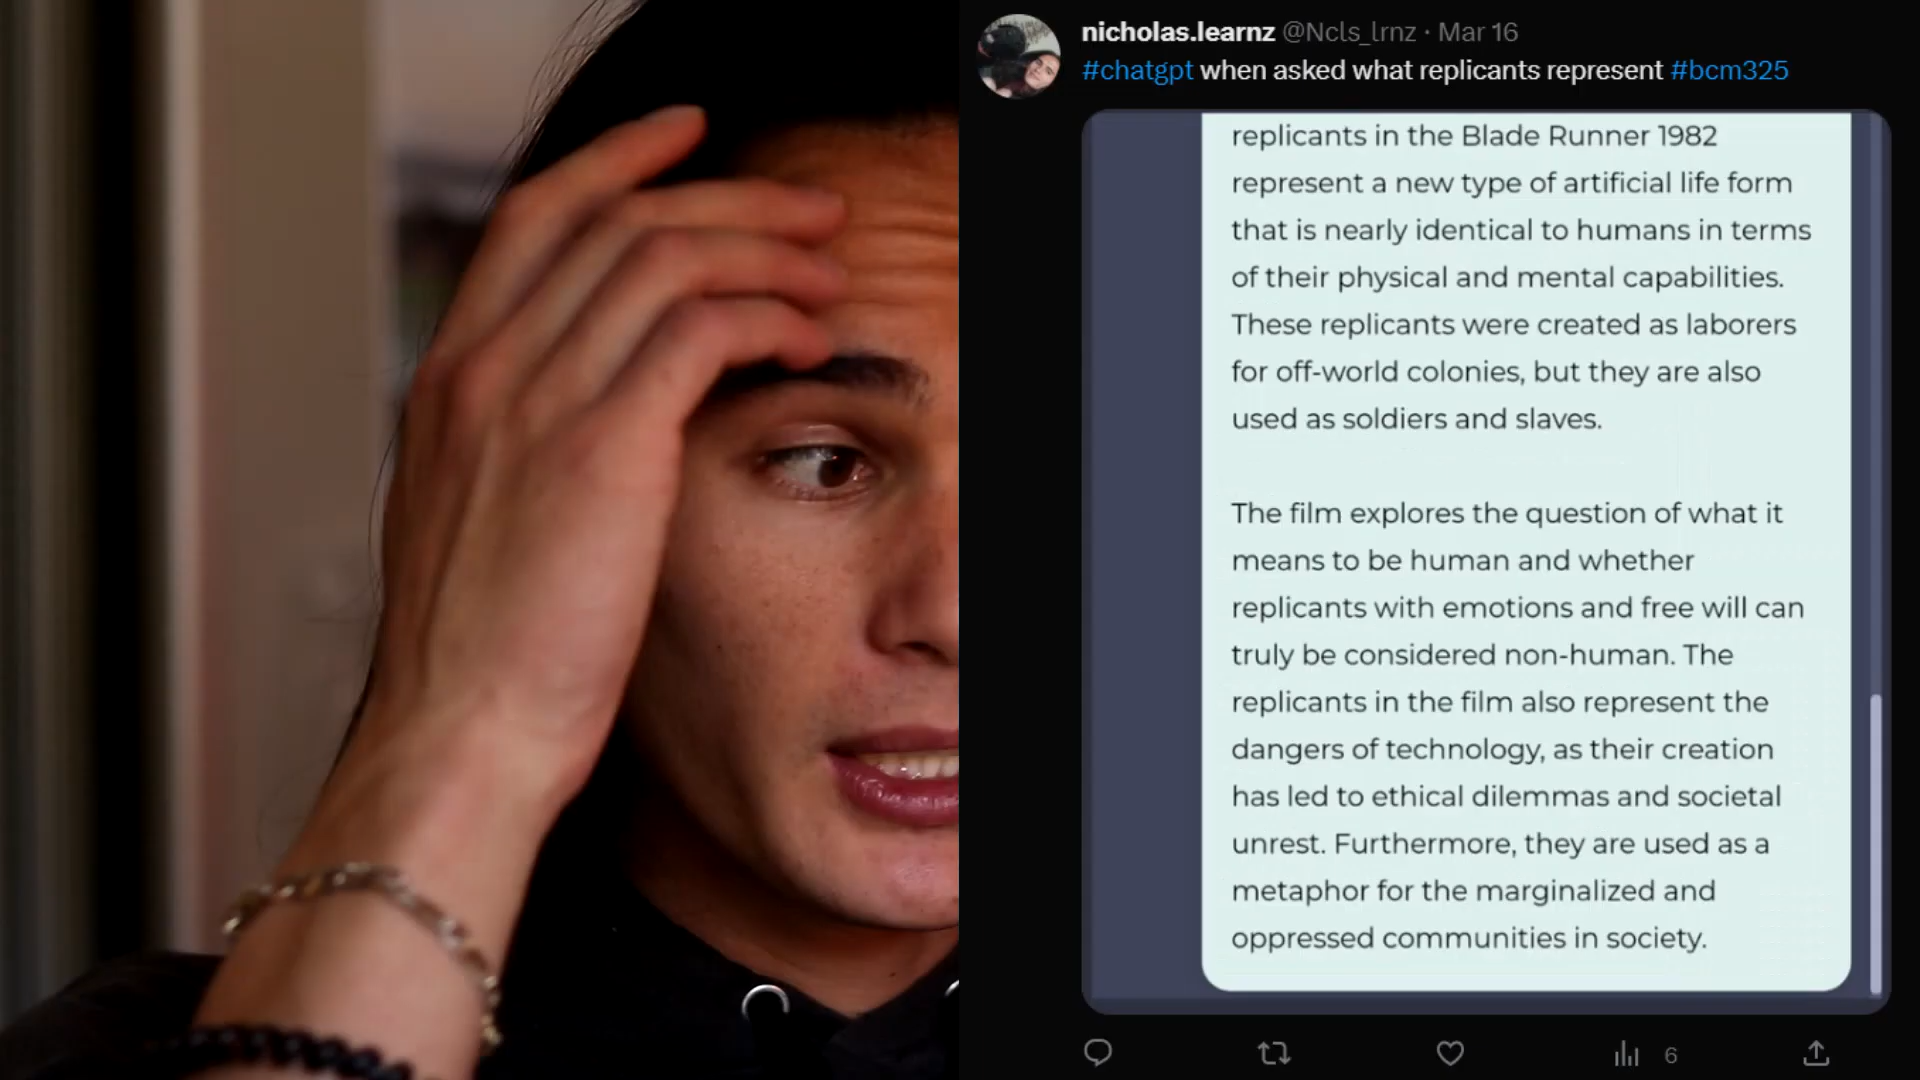 nicholas.learnz @Ncls_lrnz · Mar 16
#chatgpt when asked what replicants represent #bcm325
replicants in the Blade Runner 1982
represent a new type of artificial life form
that is nearly identical to humans in terms
of their physical and mental capabilities.
These replicants were created as laborers
for off-world colonies, but they are also
used as soldiers and slaves.
The film explores the question of what it
means to be human and whether
replicants with emotions and free will can
truly be considered non-human. The
replicants in the film also represent the
dangers of technology, as their creation
has led to ethical dilemmas and societal
unrest. Furthermore, they are used as a
metaphor for the marginalized and
oppressed communities in society.
6